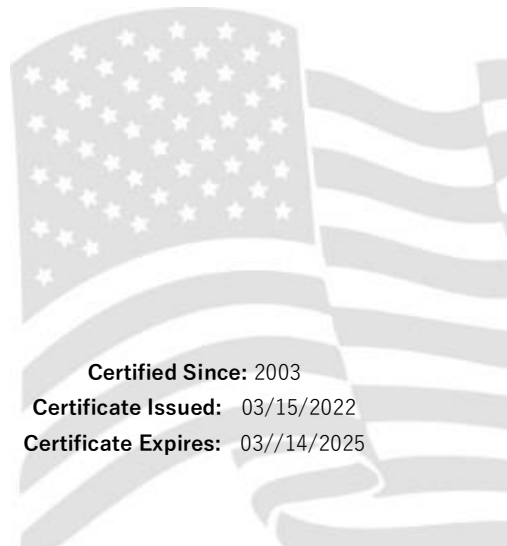 Certified Since: 2003
Certificate Issued: 03/15/2022
Certificate Expires: 03//14/2025